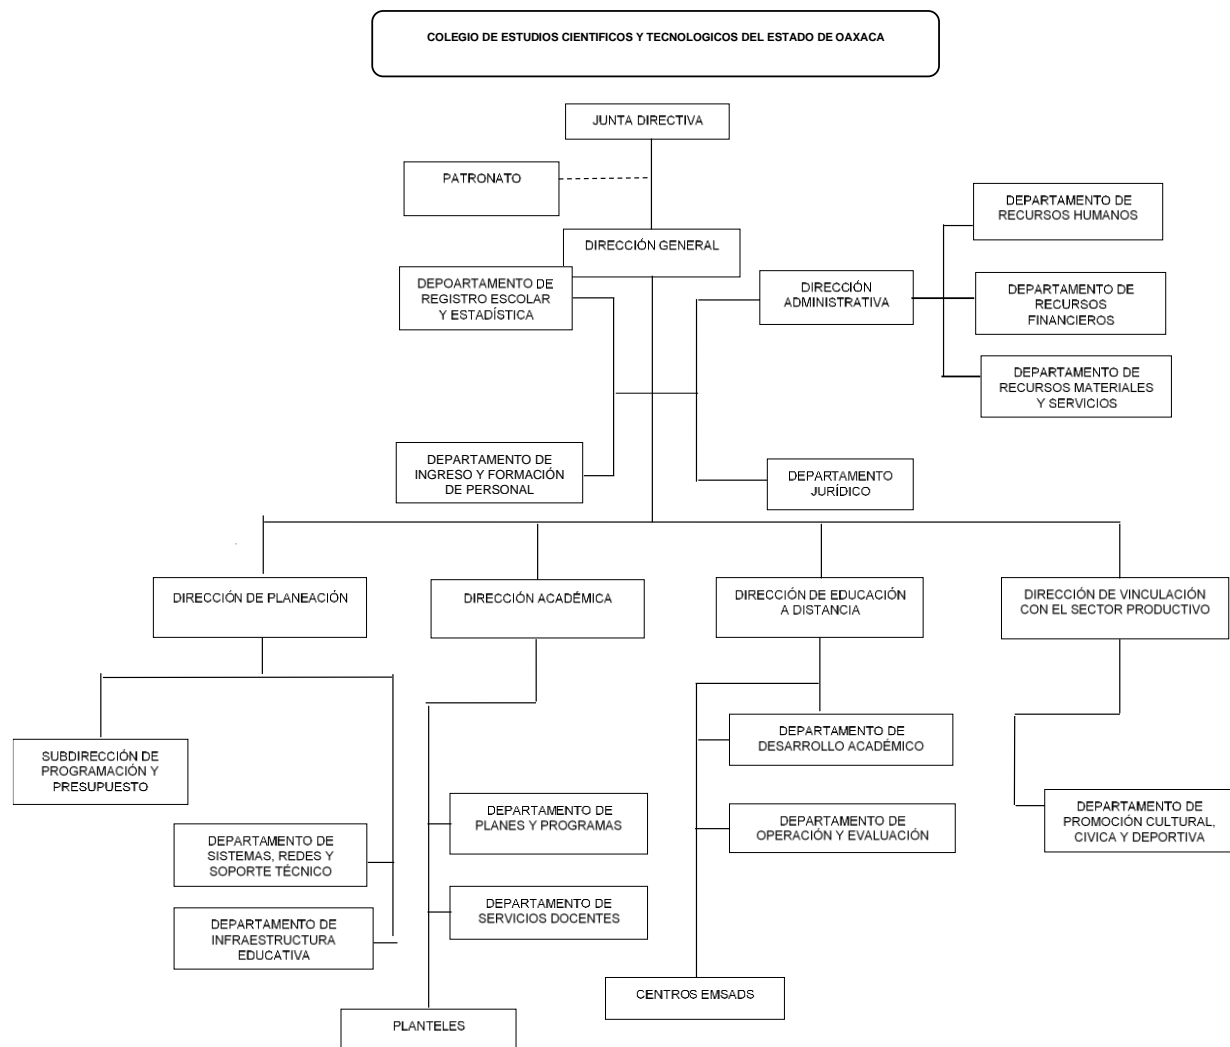 COLEGIO DE ESTUDIOS CIENTIFICOS Y TECNOLOGICOS DEL ESTADO DE OAXACA
JUNTA DIRECTIVA
PATRONATO
DIRECCIÓN GENERAL
DEPOARTAMENTO DE
REGISTRO ESCOLAR
Y ESTADÍSTICA
DIRECCIÓN
ADMINISTRATIVA
DEPARTAMENTO DE
RECURSOS HUMANOS
DEPARTAMENTO DE
RECURSOS
FINANCIEROS
DEPARTAMENTO DE
RECURSOS MATERIALES
Y SERVICIOS
DEPARTAMENTO DE
INGRESO Y FORMACIÓN
DE PERSONAL
DEPARTAMENTO
JURÍDICO
DIRECCIÓN DE PLANEACIÓN
DIRECCIÓN ACADÉMICA
DIRECCIÓN DE EDUCACIÓN
A DISTANCIA
DIRECCIÓN DE VINCULACIÓN
CON EL SECTOR PRODUCTIVO
SUBDIRECCIÓN DE
PROGRAMACIÓN Y
PRESUPUESTO
DEPARTAMENTO DE
SISTEMAS, REDES Y
SOPORTE TÉCNICO
DEPARTAMENTO DE
INFRAESTRUCTURA
EDUCATIVA
DEPARTAMENTO DE
PLANES Y PROGRAMAS
DEPARTAMENTO DE
SERVICIOS DOCENTES
PLANTELES
DEPARTAMENTO DE
DESARROLLO ACADÉMICO
DEPARTAMENTO DE
OPERACIÓN Y EVALUACIÓN
CENTROS EMSADS
DEPARTAMENTO DE
PROMOCIÓN CULTURAL,
CIVICA Y DEPORTIVA